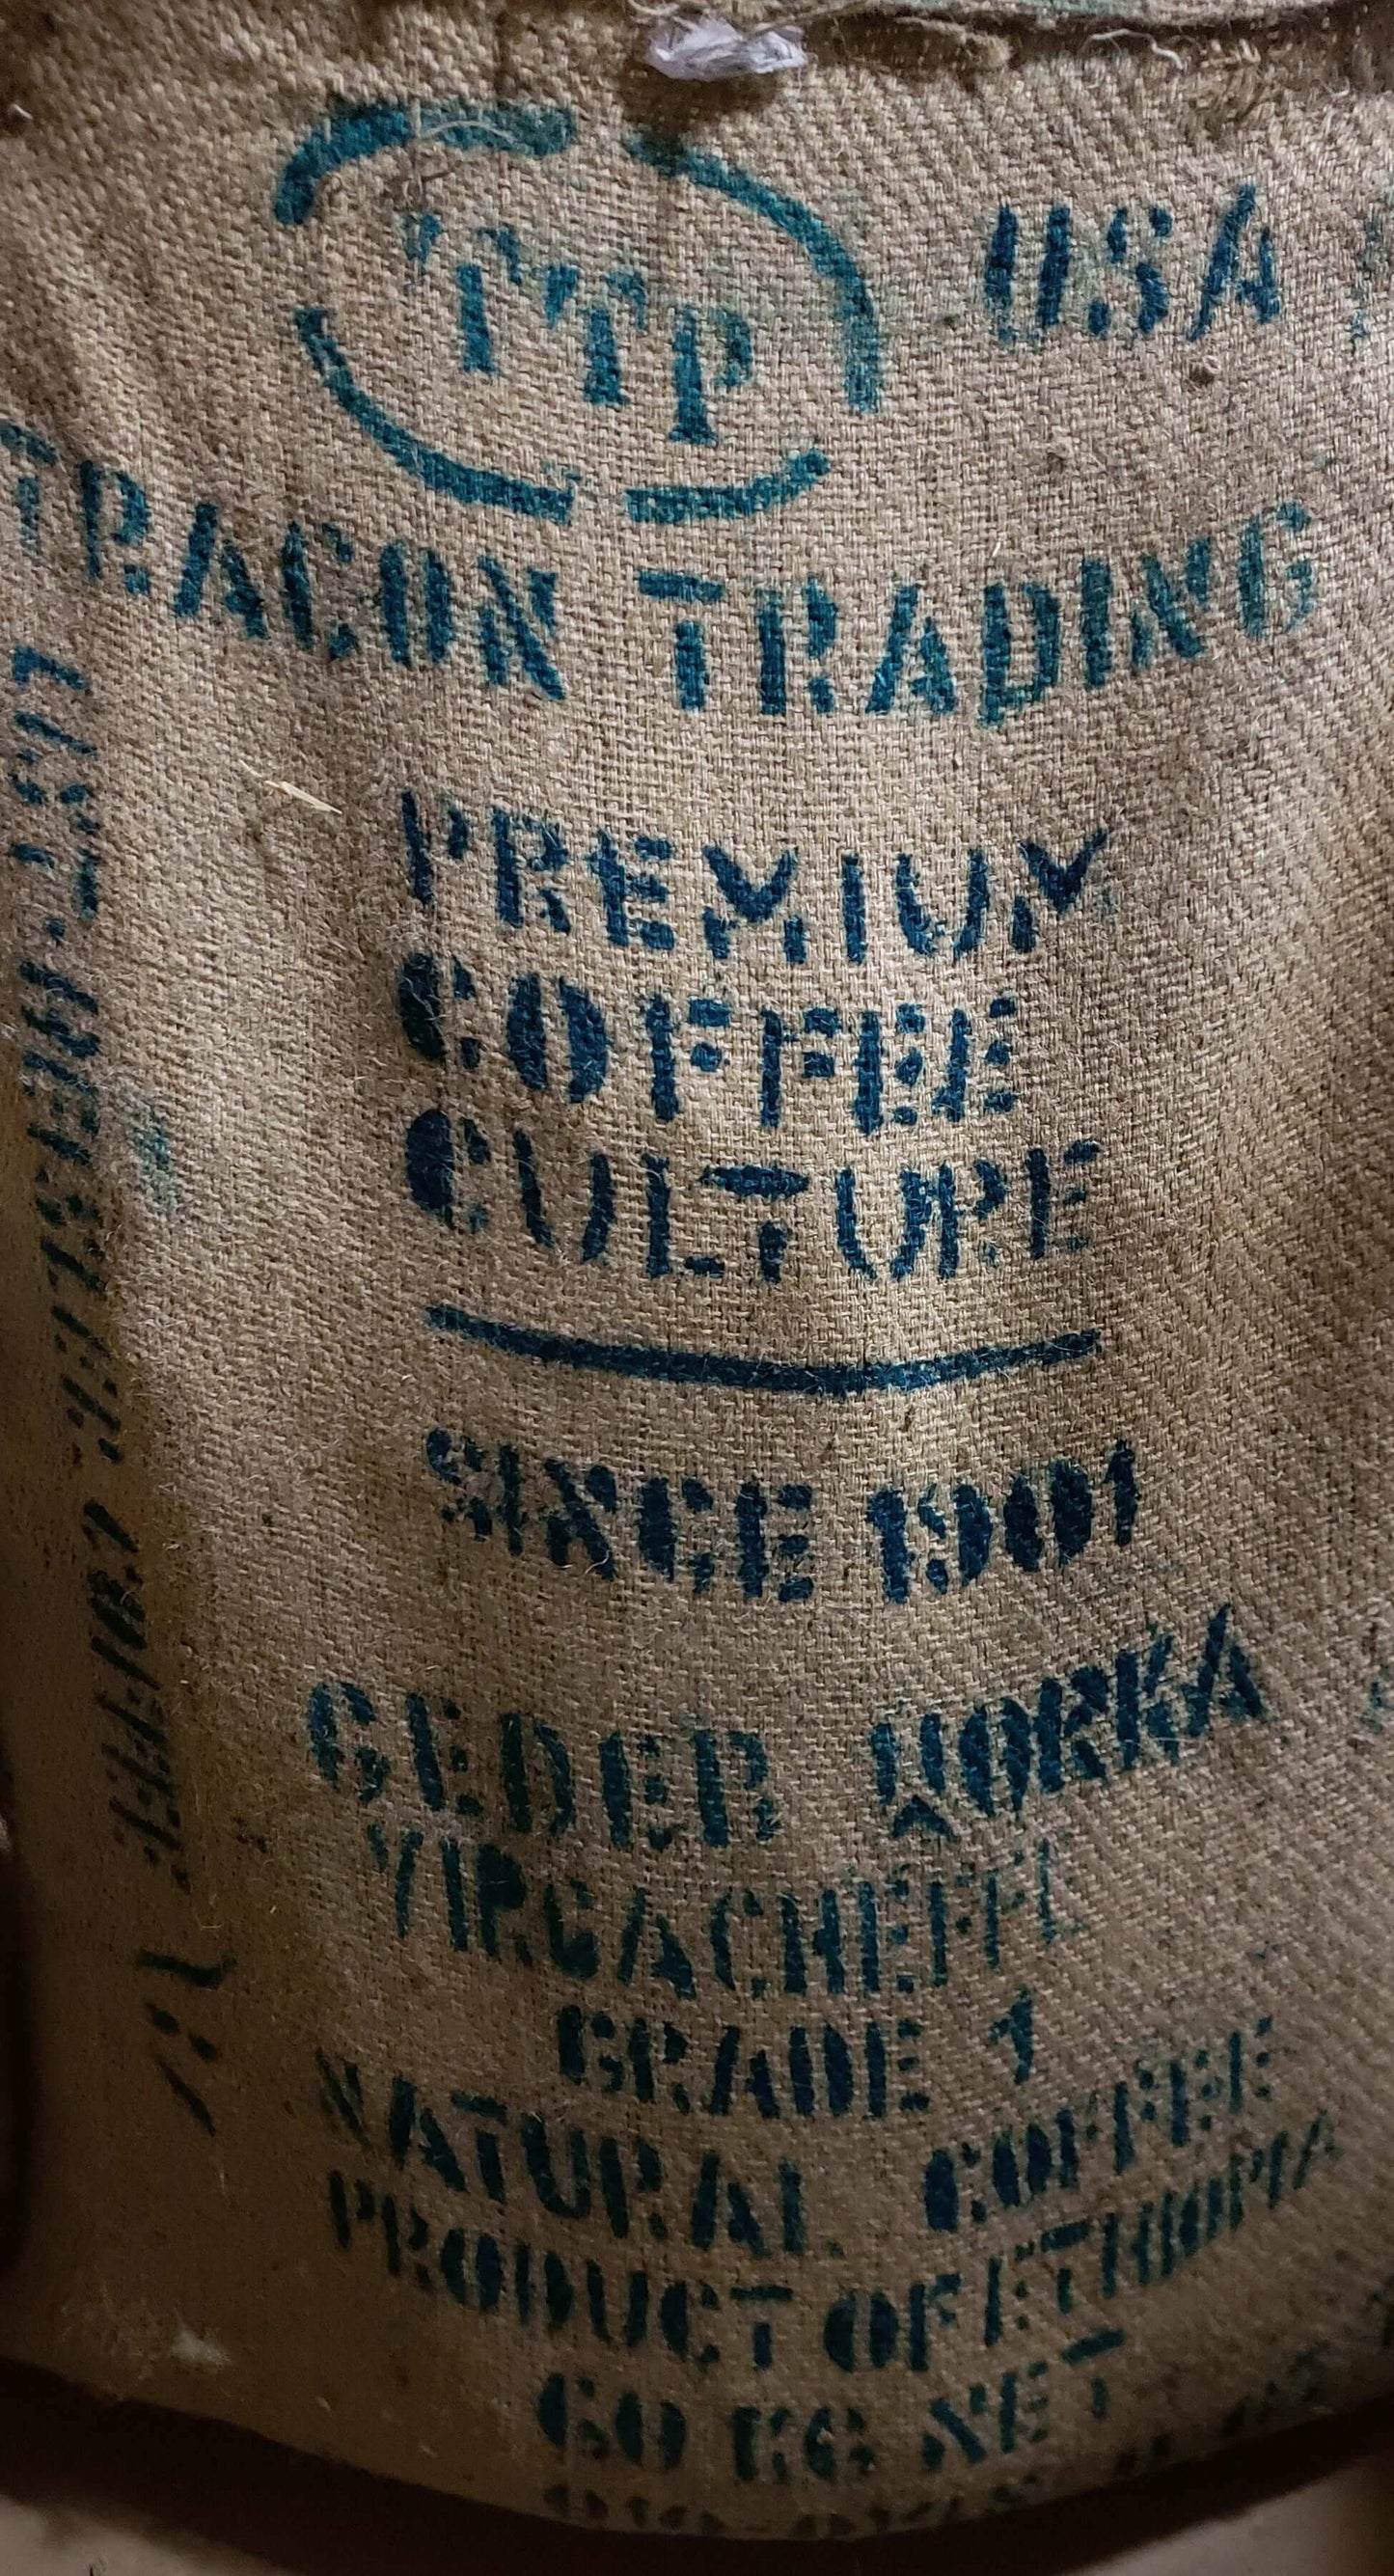 TTP
USA
TRACON TRADING
PREMIUM
COFFEE
CULTURE
SINCE 1901
GEDEB WORKA
YIRGACHEFFE
GRADE 1
NATURAL COFFEE
PRODUCT OF ETHIOPIA
60 KG NET
COFFEE